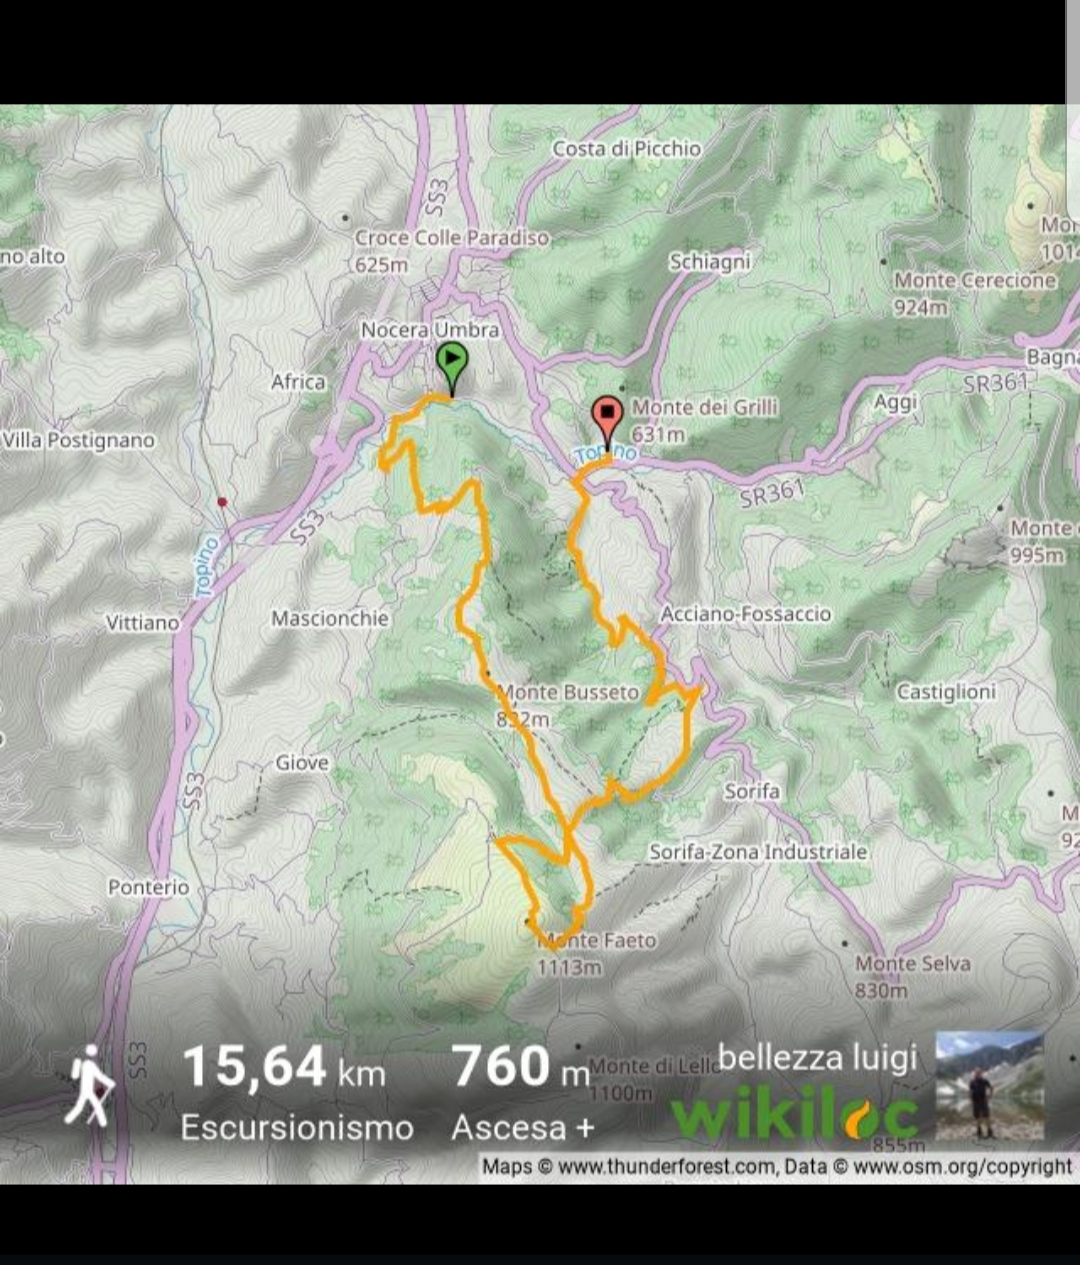 Costa di Picchio
SS3
Croce Colle Paradiso
625m
no alto
Schiagni
Monte Cerecione
924m
Nocera Umbra
Africa
SR361
Aggi
Monte dei Grilli
631m
Villa Postignano
Topino
SR361
SS3
Topino
995m
Vittiano
Mascionchie
Acciano-Fossaccio
Monte Busseto
Castiglioni
Giove
SS3
Sorifa
Sorifa-Zona Industriale
Ponterio
Monte Faeto
1113m
Monte Selva
830m
SS3
15,64 km
760 m
Monte di Lello
1100m
bellezza luigi
Escursionismo
Ascesa +
wikiloc
855m
Maps © www.thunderforest.com, Data © www.osm.org/copyright